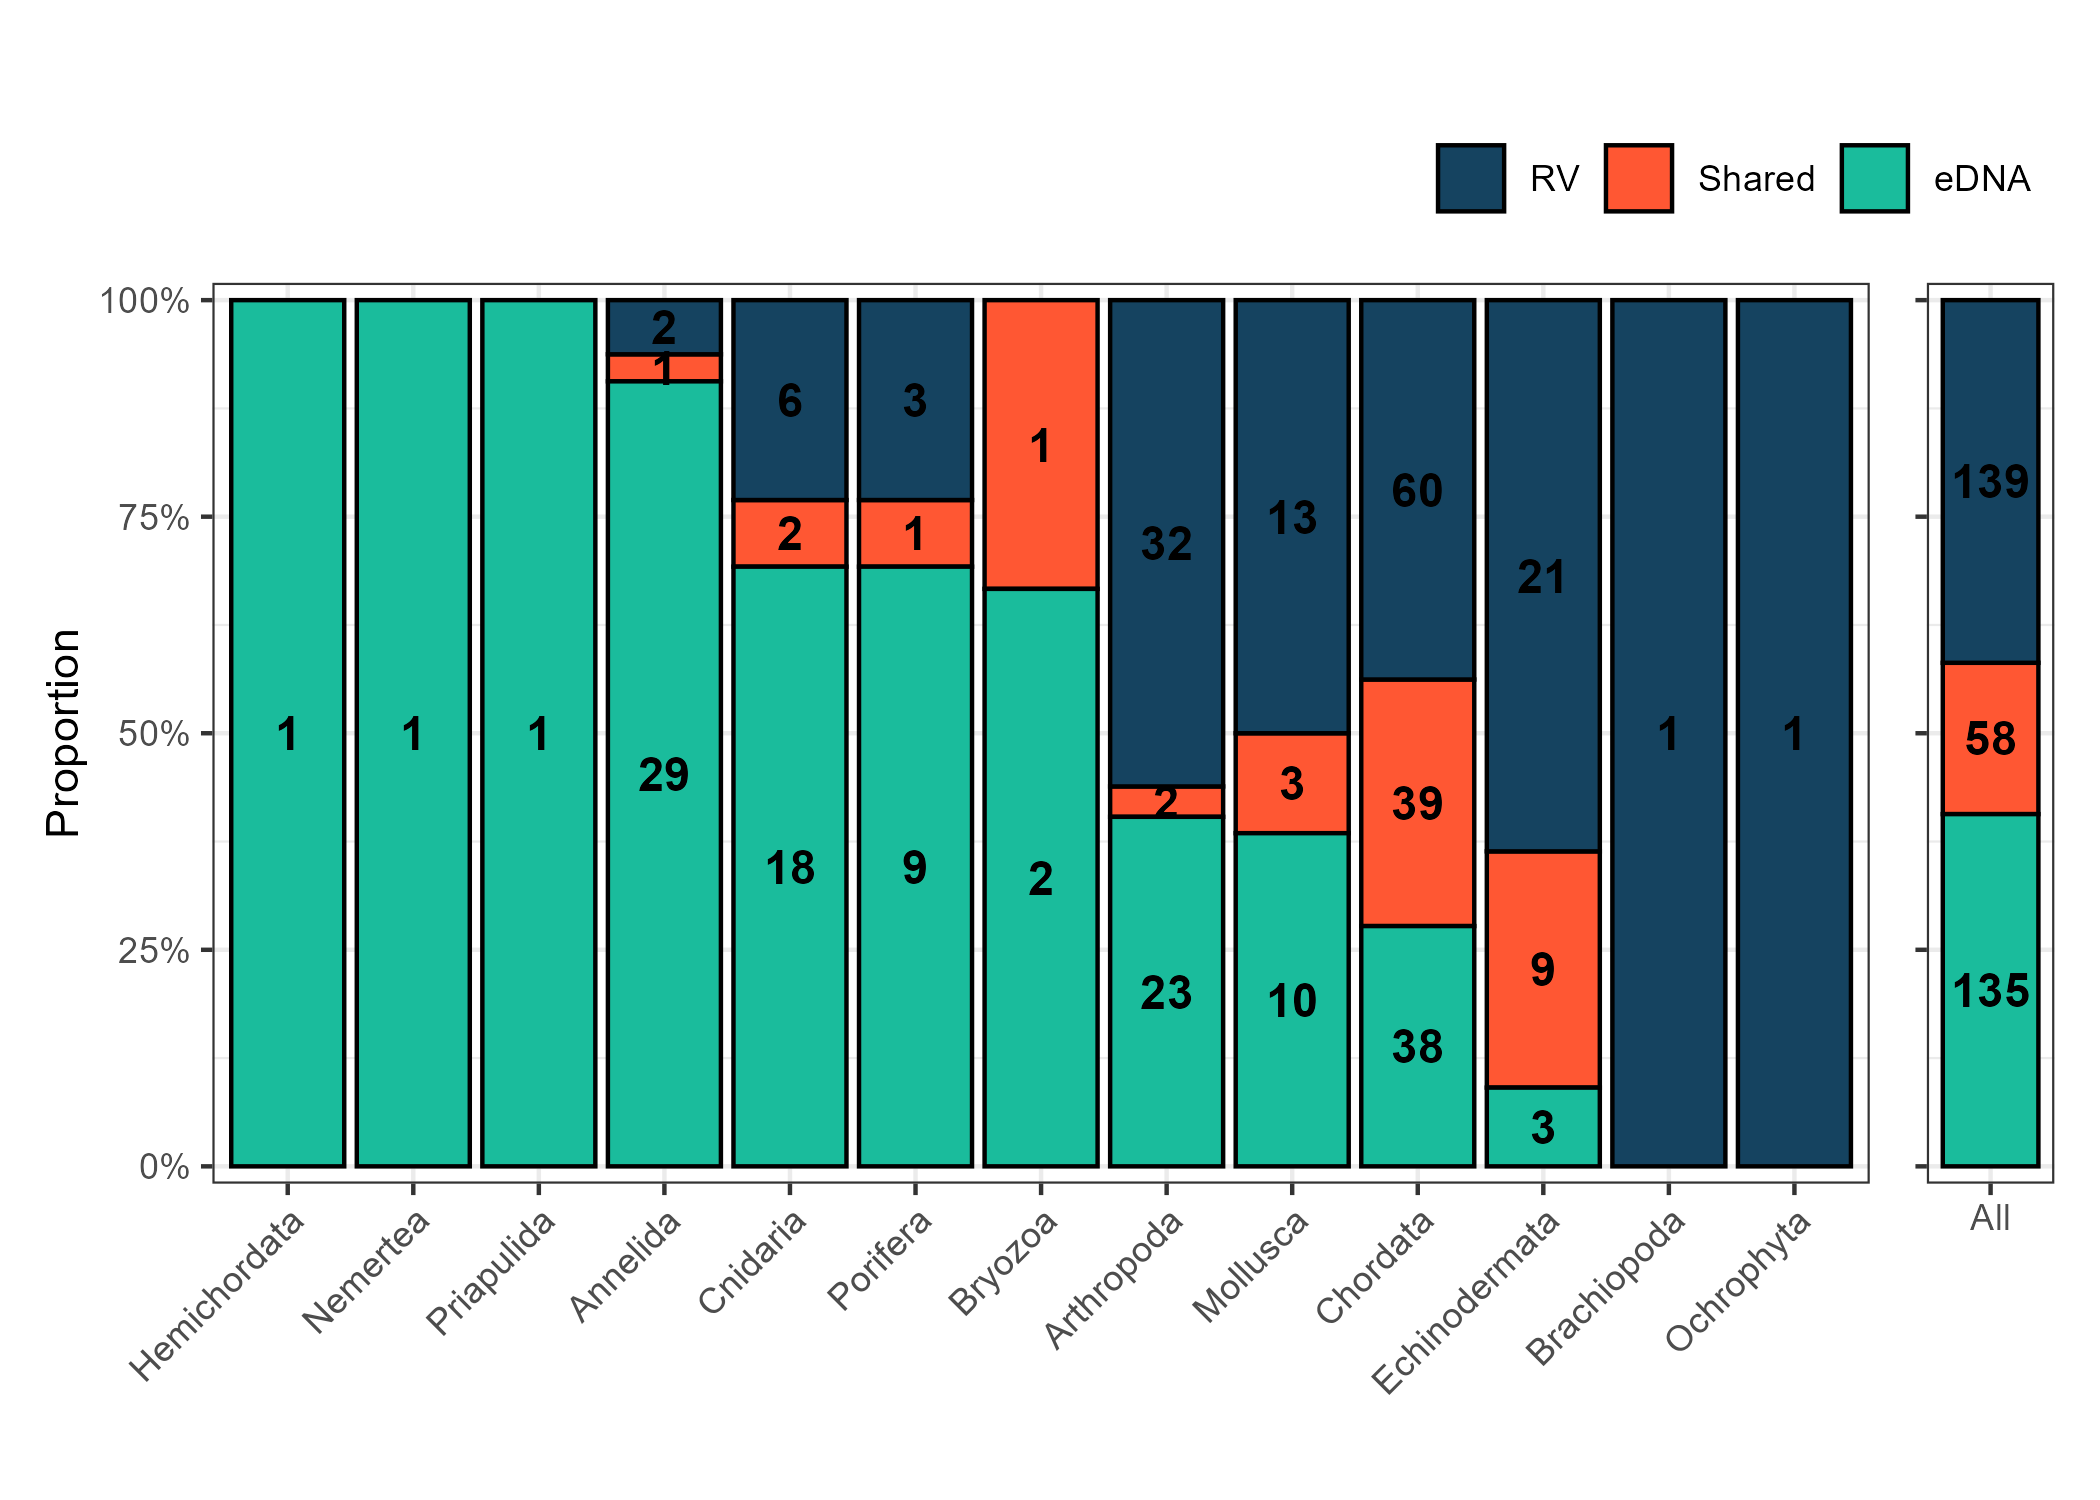 RV Shared eDNA
Proportion
100%
75%
50%
25%
0%
1
1
1
2
1
29
6
2
18
3
1
9
1
2
32
2
23
13
3
10
60
39
38
21
9
3
1
1
139
58
135
Hemichordata
Nemertea
Priapulida
Annelida
Cnidaria
Porifera
Bryozoa
Arthropoda
Mollusca
Chordata
Echinodermata
Brachiopoda
Ochrophyta
All